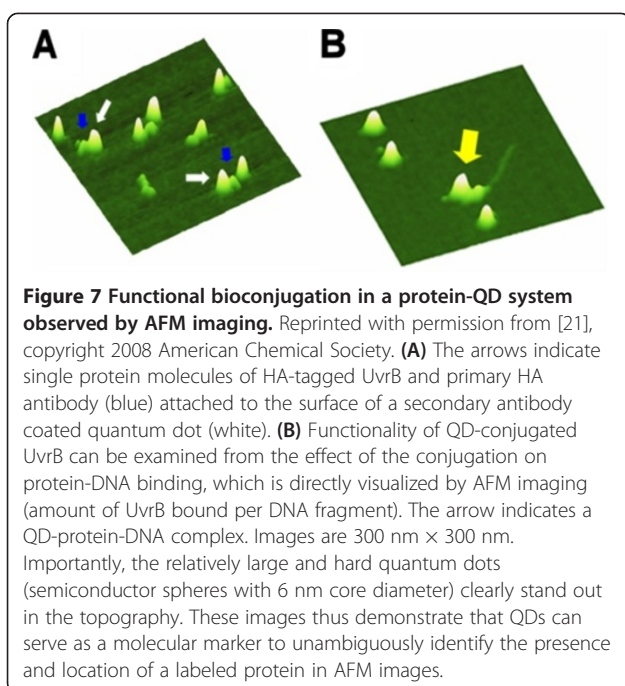 A
B
Figure 7 Functional bioconjugation in a protein-QD system
observed by AFM imaging. Reprinted with permission from [21],
copyright 2008 American Chemical Society. (A) The arrows indicate
single protein molecules of HA-tagged UvrB and primary HA
antibody (blue) attached to the surface of a secondary antibody
coated quantum dot (white). (B) Functionality of QD-conjugated
UvrB can be examined from the effect of the conjugation on
protein-DNA binding, which is directly visualized by AFM imaging
(amount of UvrB bound per DNA fragment). The arrow indicates a
QD-protein-DNA complex. Images are 300 nm × 300 nm.
Importantly, the relatively large and hard quantum dots
(semiconductor spheres with 6 nm core diameter) clearly stand out
in the topography. These images thus demonstrate that QDs can
serve as a molecular marker to unambiguously identify the presence
and location of a labeled protein in AFM images.